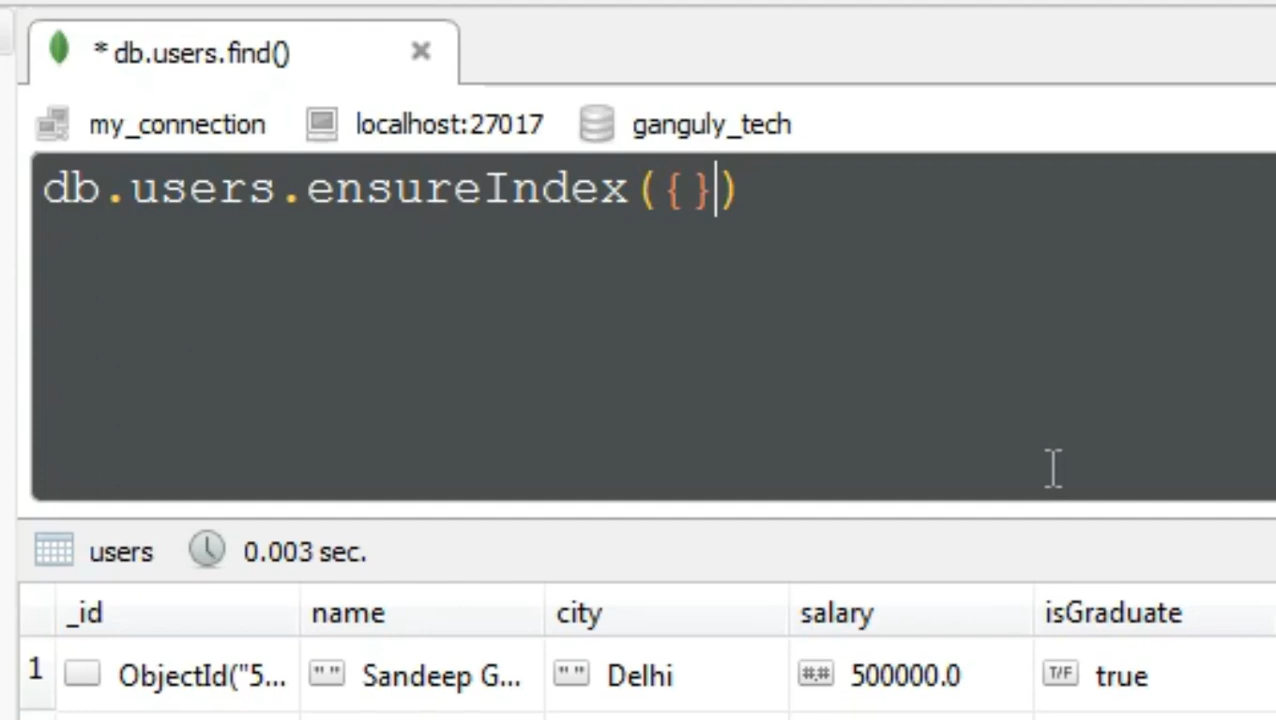 * db.users.find()
my_connection localhost:27017 ganguly_tech
db.users.ensureIndex({})
users 0.003 sec.
_id name city salary isGraduate
1 ObjectId("5... "" Sandeep G... "" Delhi #.# 500000.0 T/F true